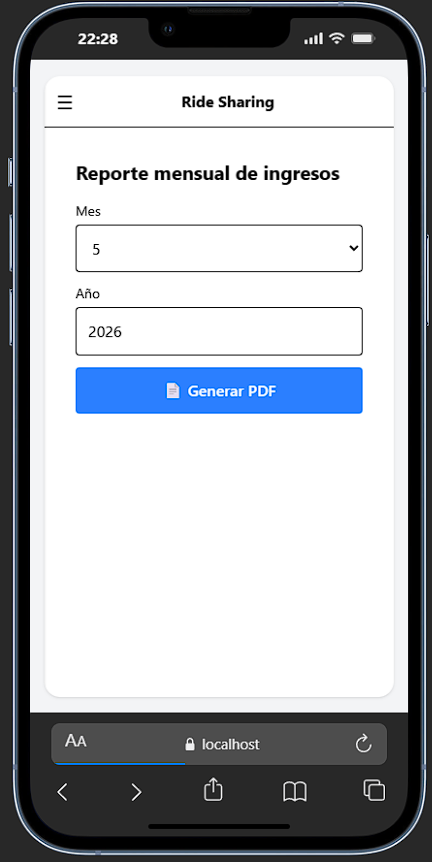 22:28
☰ Ride Sharing
Reporte mensual de ingresos
Mes
5
Año
2026
Generar PDF
AA localhost